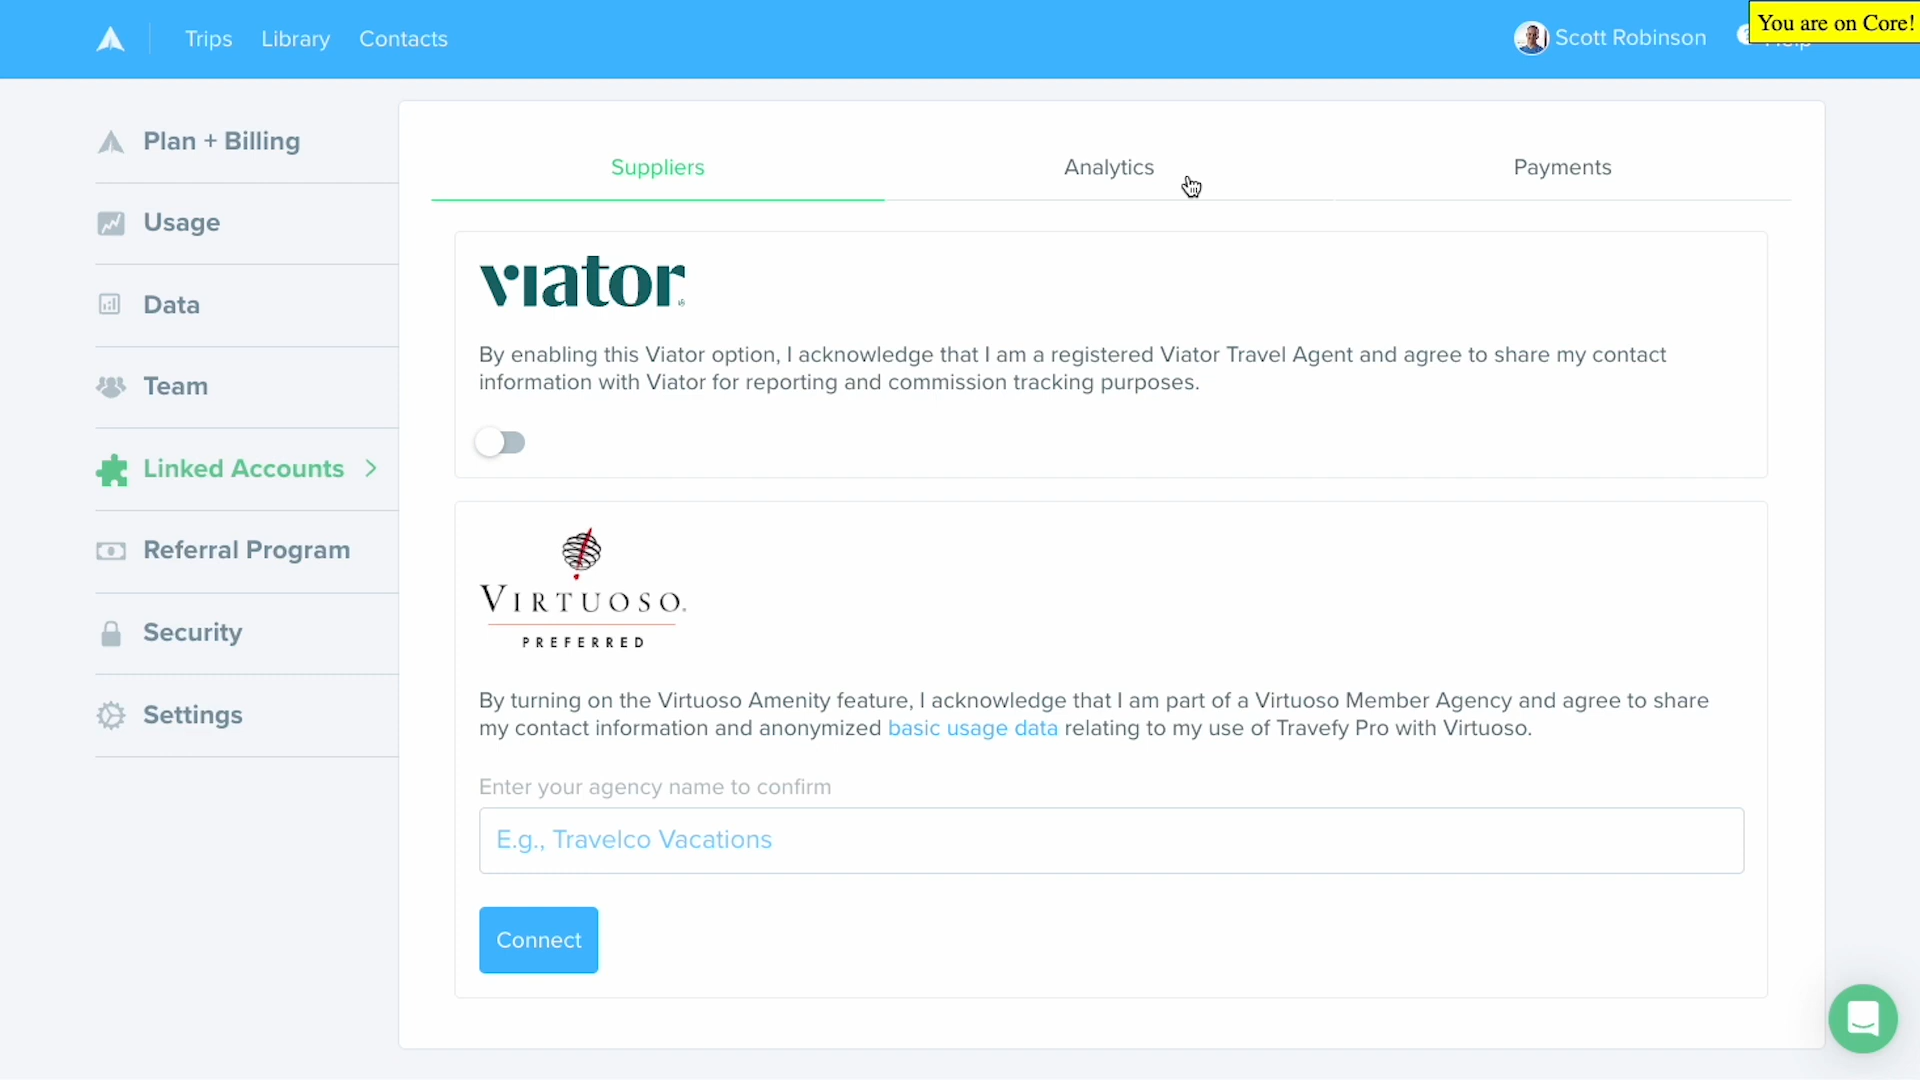 Trips Library Contacts Scott Robinson
You are on Core!
Plan + Billing
Usage
Data
Team
Linked Accounts
Referral Program
Security
Settings
Suppliers Analytics Payments
viator
By enabling this Viator option, I acknowledge that I am a registered Viator Travel Agent and agree to share my contact
information with Viator for reporting and commission tracking purposes.
VIRTUOSO
PREFERRED
By turning on the Virtuoso Amenity feature, I acknowledge that I am part of a Virtuoso Member Agency and agree to share
my contact information and anonymized basic usage data relating to my use of Travefy Pro with Virtuoso.
Enter your agency name to confirm
E.g., Travelco Vacations
Connect